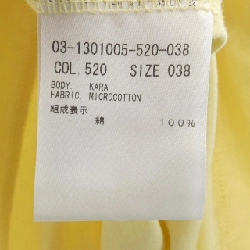 03-1301005-520-038
COL.520 SIZE 038
BODY. KARA
FABRIC. MICROCOTTON
組成表示
綿 100%